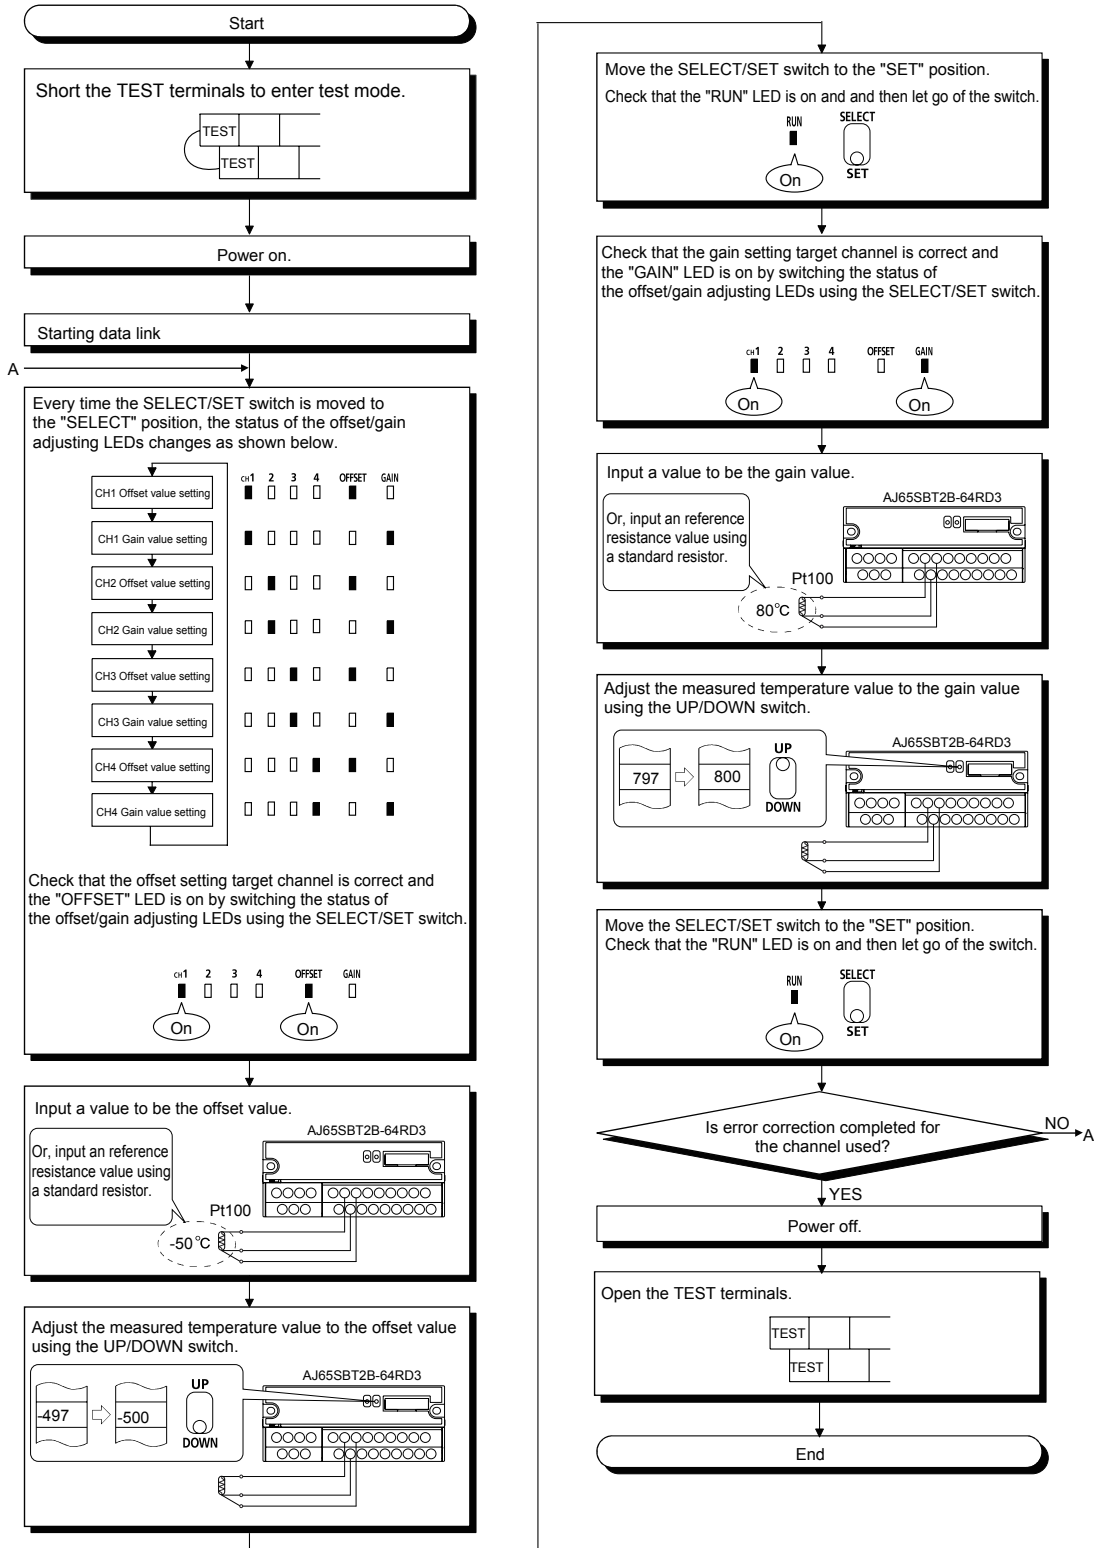 Start
Short the TEST terminals to enter test mode.
TEST
TEST
Power on.
Starting data link
A
Every time the SELECT/SET switch is moved to
the "SELECT" position, the status of the offset/gain
adjusting LEDs changes as shown below.
CH1 2 3 4 OFFSET GAIN
CH1 Offset value setting
CH1 Gain value setting
CH2 Offset value setting
CH2 Gain value setting
CH3 Offset value setting
CH3 Gain value setting
CH4 Offset value setting
CH4 Gain value setting
Check that the offset setting target channel is correct and
the "OFFSET" LED is on by switching the status of
the offset/gain adjusting LEDs using the SELECT/SET switch.
CH1 2 3 4 OFFSET GAIN
On On
Input a value to be the offset value.
AJ65SBT2B-64RD3
Or, input an reference
resistance value using
a standard resistor.
Pt100
-50°C
Adjust the measured temperature value to the offset value
using the UP/DOWN switch.
AJ65SBT2B-64RD3
UP
-497 -500
DOWN
Move the SELECT/SET switch to the "SET" position.
Check that the "RUN" LED is on and and then let go of the switch.
RUN SELECT
SET
On
Check that the gain setting target channel is correct and
the "GAIN" LED is on by switching the status of
the offset/gain adjusting LEDs using the SELECT/SET switch.
CH1 2 3 4 OFFSET GAIN
On On
Input a value to be the gain value.
AJ65SBT2B-64RD3
Or, input an reference
resistance value using
a standard resistor.
Pt100
80°C
Adjust the measured temperature value to the gain value
using the UP/DOWN switch.
AJ65SBT2B-64RD3
UP
797 800
DOWN
Move the SELECT/SET switch to the "SET" position.
Check that the "RUN" LED is on and then let go of the switch.
RUN SELECT
SET
On
Is error correction completed for
the channel used?
NO
A
YES
Power off.
Open the TEST terminals.
TEST
TEST
End